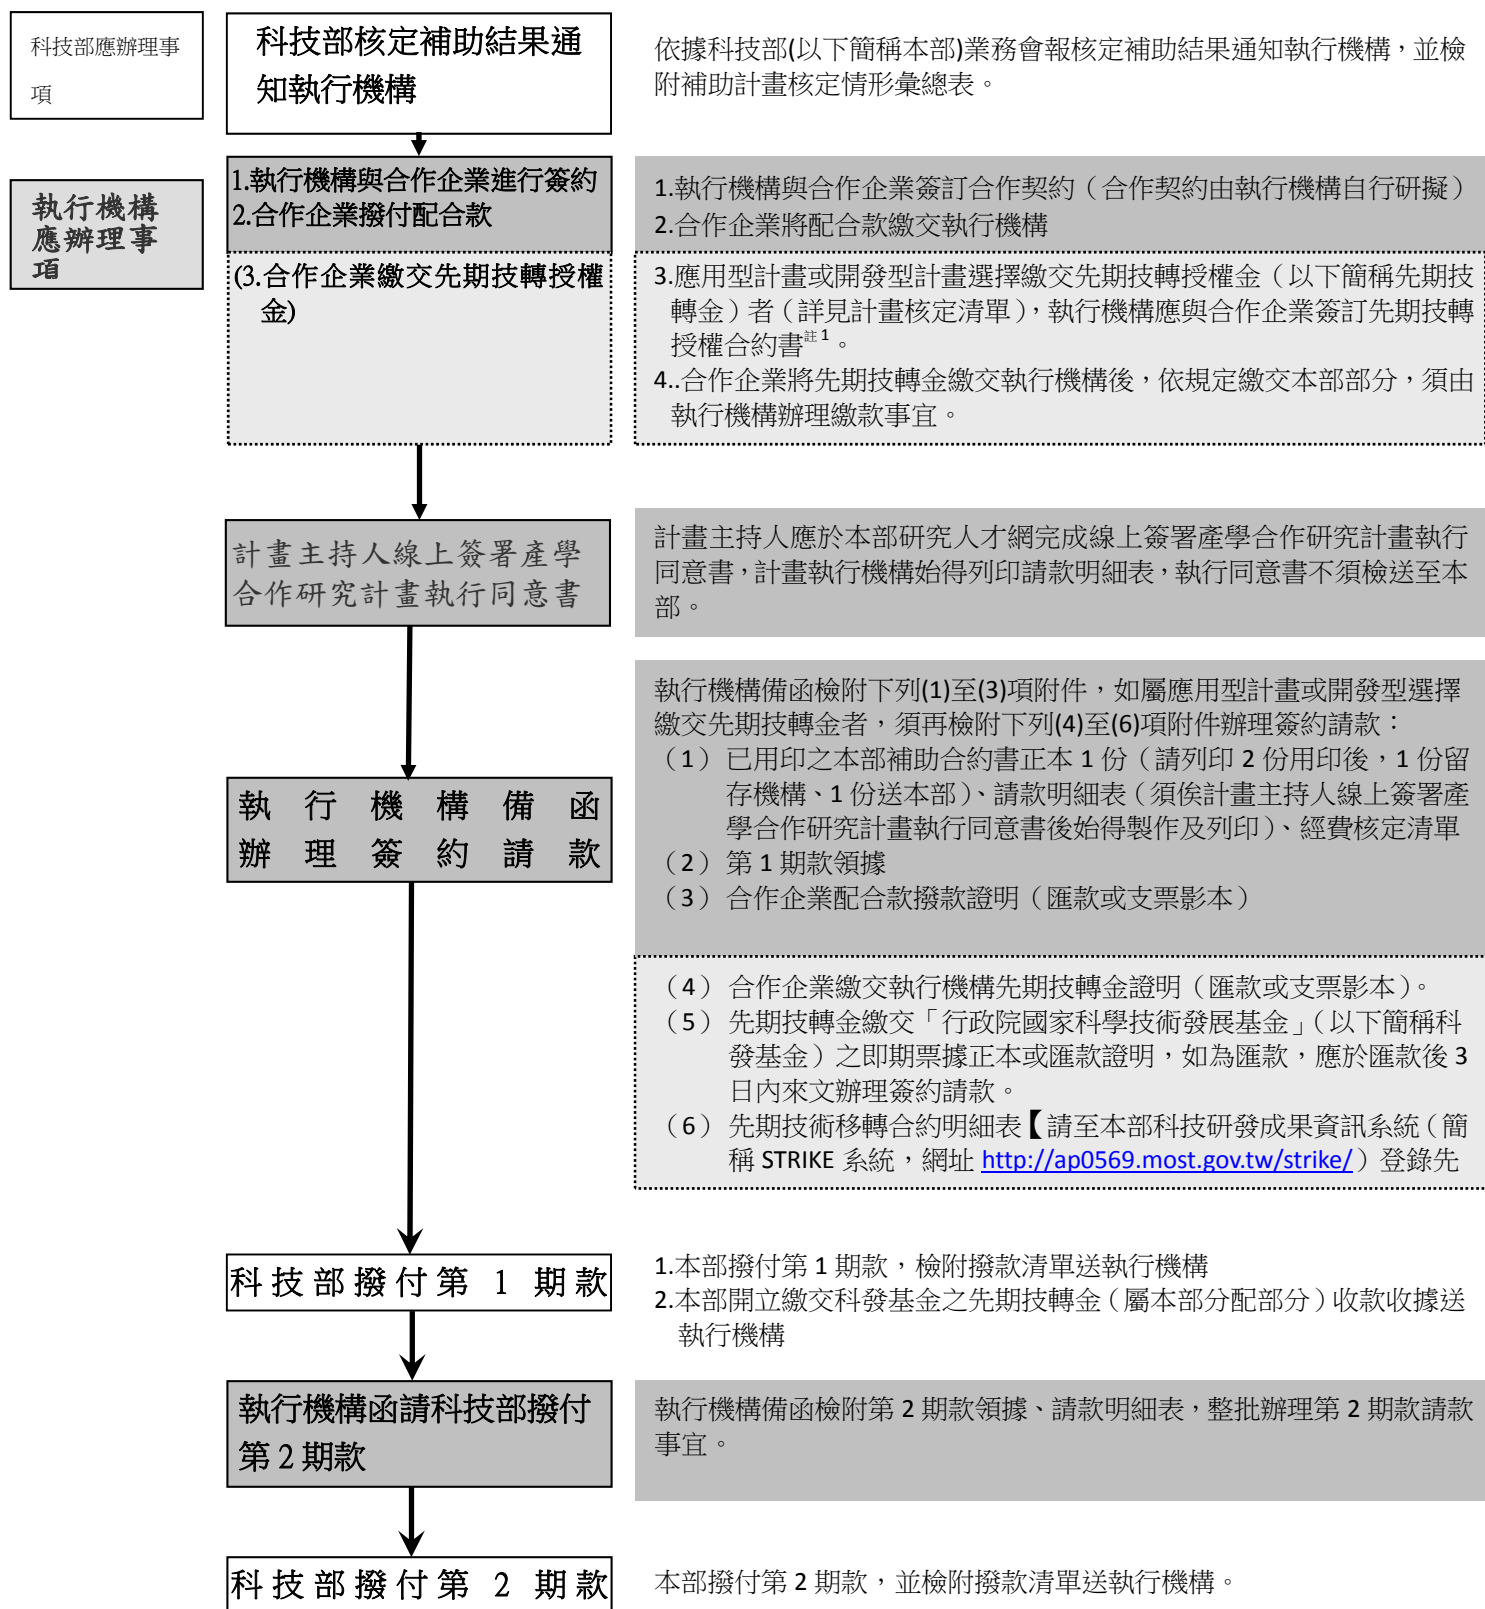 科技部應辦理事
項
科技部核定補助結果通
知執行機構
依據科技部(以下簡稱本部)業務會報核定補助結果通知執行機構，並檢
附補助計畫核定情形彙總表。
執行機構
應辦理事
項
1.執行機構與合作企業進行簽約
2.合作企業撥付配合款
1.執行機構與合作企業簽訂合作契約（合作契約由執行機構自行研擬）
2.合作企業將配合款繳交執行機構
(3.合作企業繳交先期技轉授權
金)
3.應用型計畫或開發型計畫選擇繳交先期技轉授權金（以下簡稱先期技
轉金）者（詳見計畫核定清單），執行機構應與合作企業簽訂先期技轉
授權合約書註1。
4..合作企業將先期技轉金繳交執行機構後，依規定繳交本部部分，須由
執行機構辦理繳款事宜。
計畫主持人線上簽署產學
合作研究計畫執行同意書
計畫主持人應於本部研究人才網完成線上簽署產學合作研究計畫執行
同意書，計畫執行機構始得列印請款明細表，執行同意書不須檢送至本
部。
執行機構備函
辦理簽約請款
執行機構備函檢附下列(1)至(3)項附件，如屬應用型計畫或開發型選擇
繳交先期技轉金者，須再檢附下列(4)至(6)項附件辦理簽約請款：
（1）已用印之本部補助合約書正本 1 份（請列印 2 份用印後，1 份留
存機構、1 份送本部）、請款明細表（須俟計畫主持人線上簽署產
學合作研究計畫執行同意書後始得製作及列印）、經費核定清單
（2）第 1 期款領據
（3）合作企業配合款撥款證明（匯款或支票影本）
（4）合作企業繳交執行機構先期技轉金證明（匯款或支票影本）。
（5）先期技轉金繳交「行政院國家科學技術發展基金」（以下簡稱科
發基金）之即期票據正本或匯款證明，如為匯款，應於匯款後 3
日內來文辦理簽約請款。
（6）先期技術移轉合約明細表【請至本部科技研發成果資訊系統（簡
稱 STRIKE 系統，網址 http://ap0569.most.gov.tw/strike/）登錄先
科技部撥付第 1 期款
1.本部撥付第 1 期款，檢附撥款清單送執行機構
2.本部開立繳交科發基金之先期技轉金（屬本部分配部分）收款收據送
執行機構
執行機構函請科技部撥付
第 2 期款
執行機構備函檢附第 2 期款領據、請款明細表，整批辦理第 2 期款請款
事宜。
科技部撥付第 2 期款
本部撥付第 2 期款，並檢附撥款清單送執行機構。